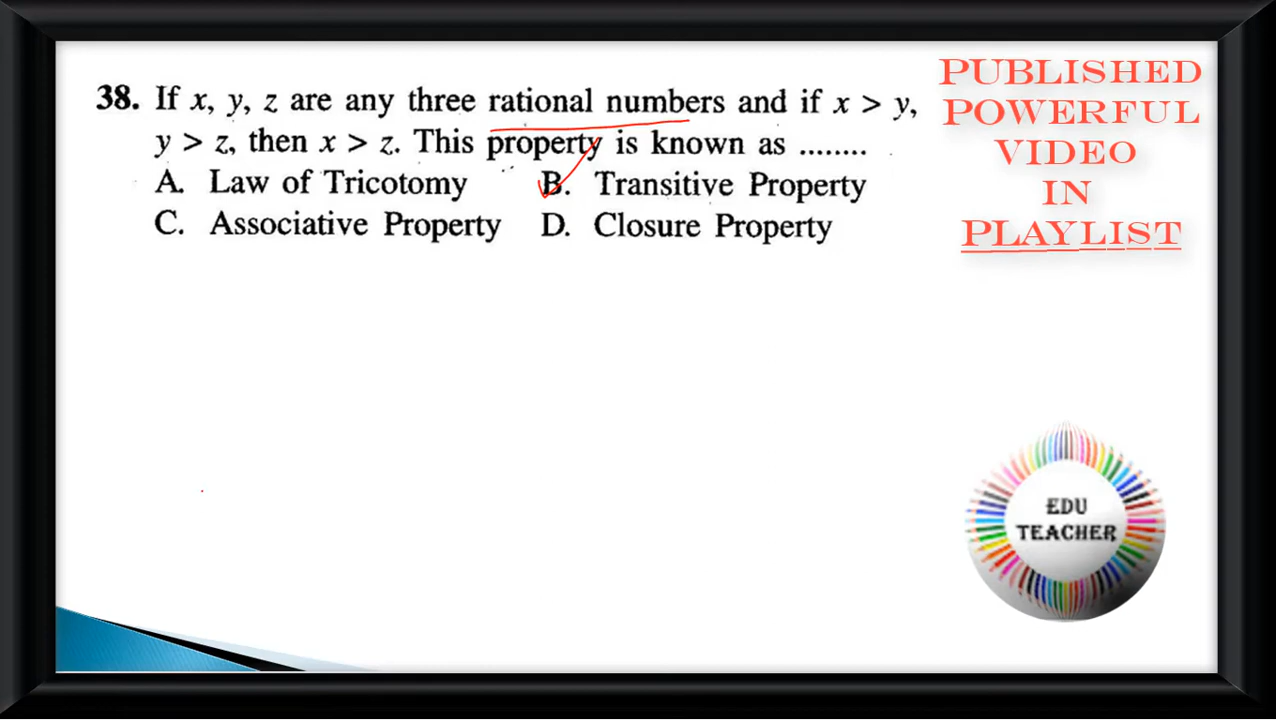 38. If x, y, z are any three rational numbers and if x > y,
y > z, then x > z. This property is known as ........
A. Law of Tricotomy B. Transitive Property
C. Associative Property D. Closure Property
PUBLISHED
POWERFUL
VIDEO
IN
PLAYLIST
EDU
TEACHER